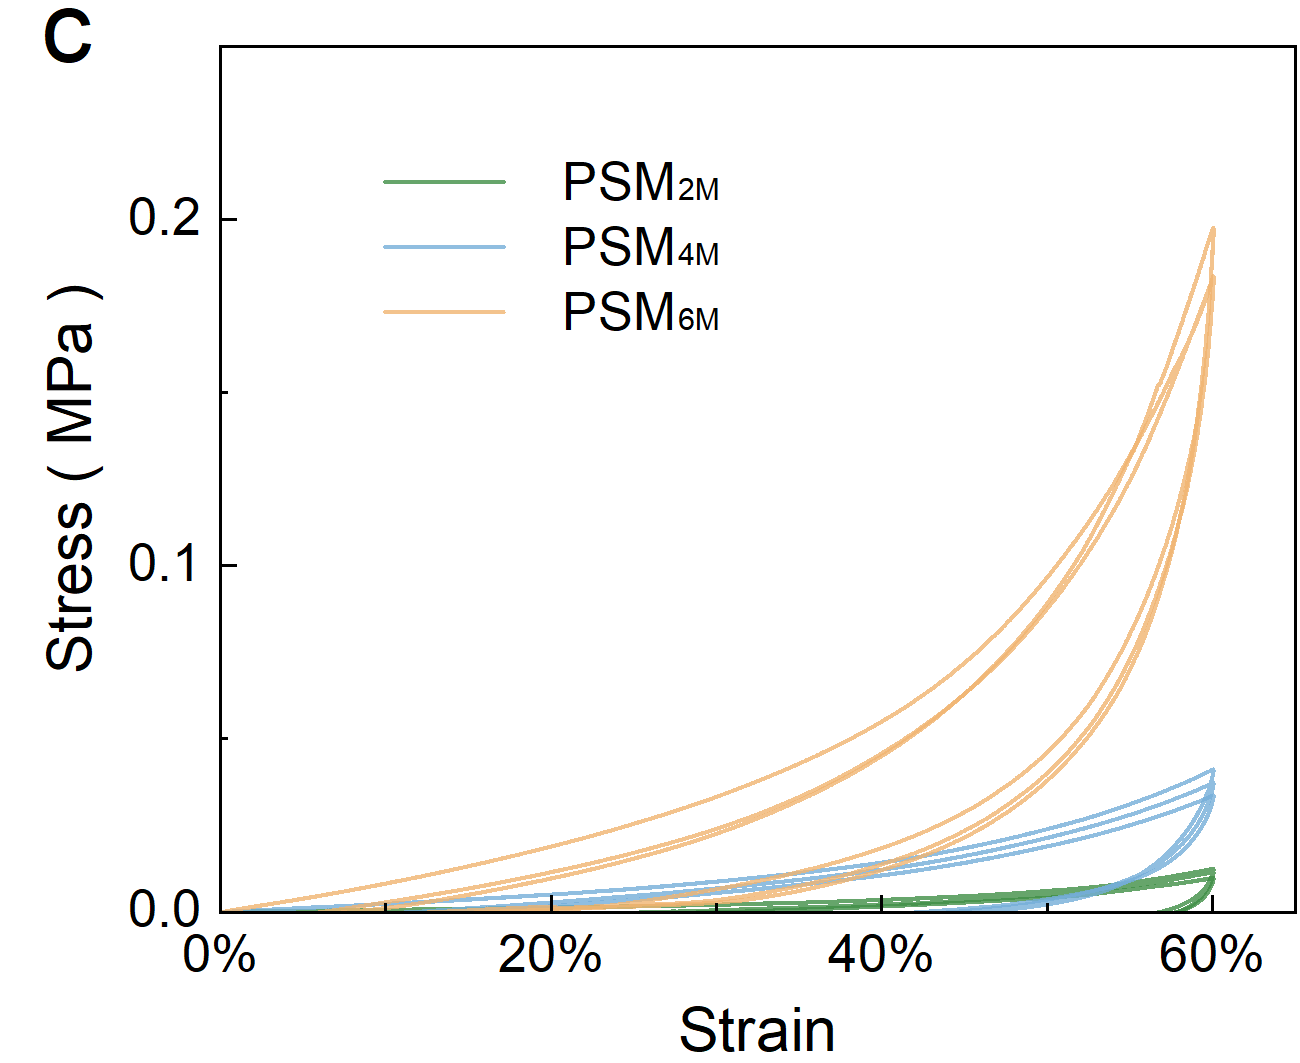 C
PSM2M
PSM4M
PSM6M
0.2
0.1
0.0
Stress ( MPa )
0% 20% 40% 60%
Strain